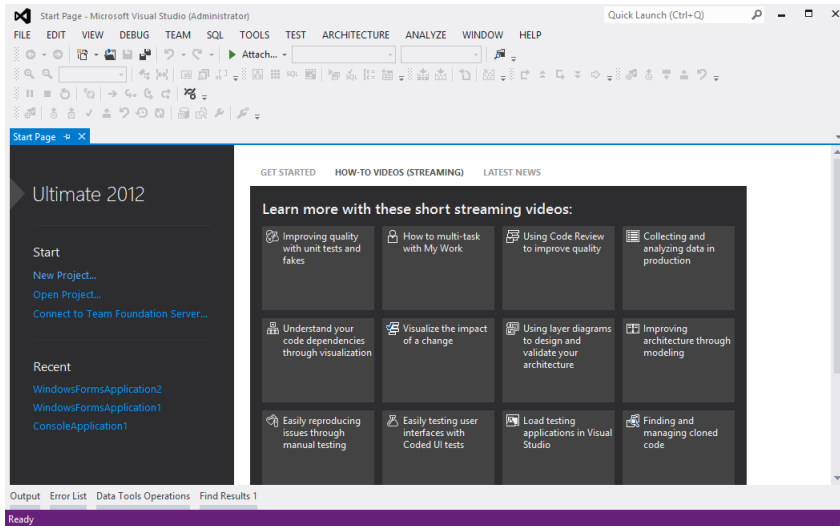 Start Page - Microsoft Visual Studio (Administrator)
Quick Launch (Ctrl+Q)
FILE EDIT VIEW DEBUG TEAM SQL TOOLS TEST ARCHITECTURE ANALYZE WINDOW HELP
Attach...
Start Page
GET STARTED HOW-TO VIDEOS (STREAMING) LATEST NEWS
Ultimate 2012
Start
New Project...
Open Project...
Connect to Team Foundation Server...
Recent
WindowsFormsApplication2
WindowsFormsApplication1
ConsoleApplication1
Learn more with these short streaming videos:
Improving quality
with unit tests and
fakes
How to multi-task
with My Work
Using Code Review
to improve quality
Collecting and
analyzing data in
production
Understand your
code dependencies
through visualization
Visualize the impact
of a change
Using layer diagrams
to design and
validate your
architecture
Improving
architecture through
modeling
Easily reproducing
issues through
manual testing
Easily testing user
interfaces with
Coded UI tests
Load testing
applications in Visual
Studio
Finding and
managing cloned
code
Output Error List Data Tools Operations Find Results 1
Ready